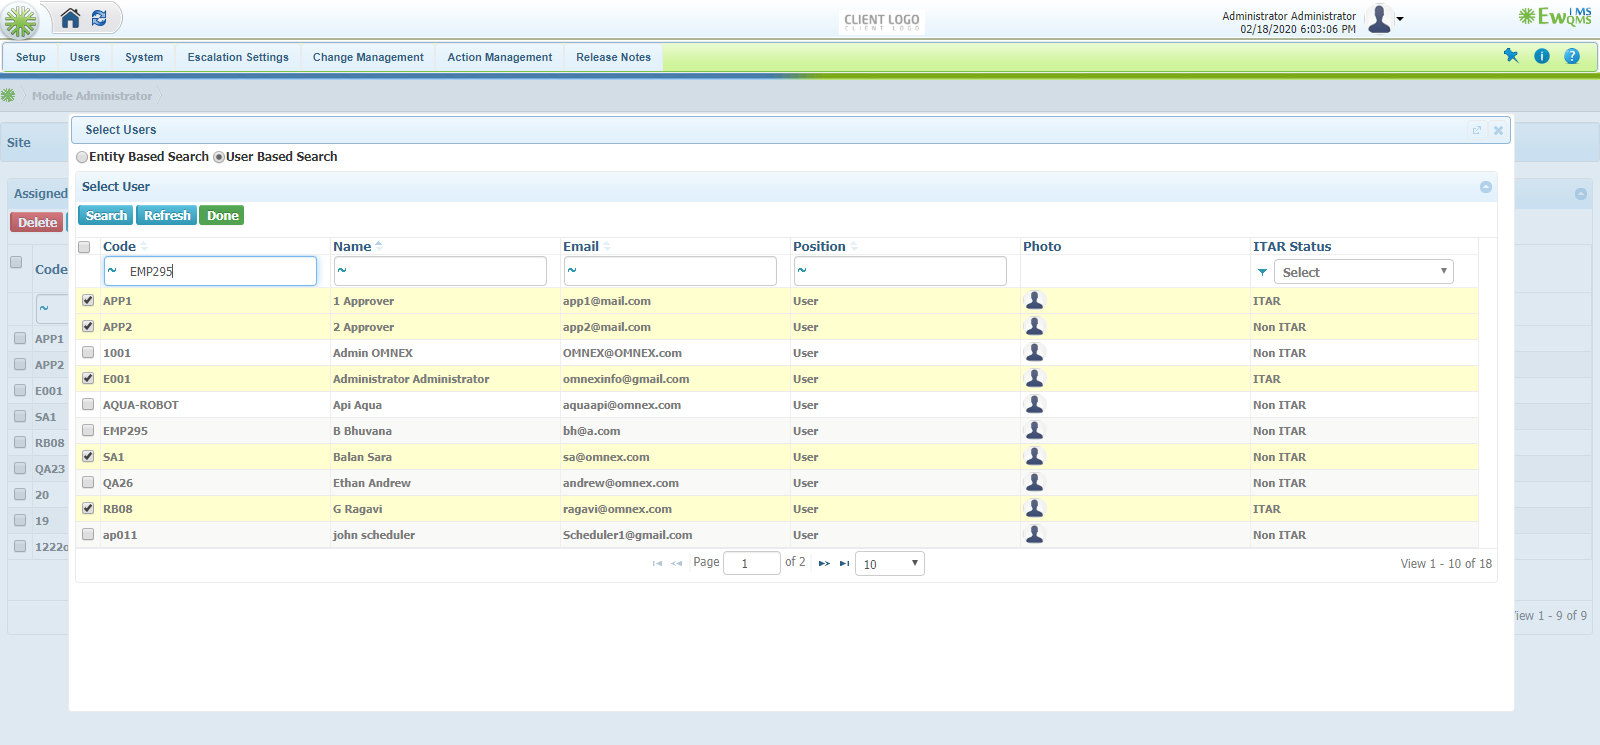 CLIENT LOGO
CLIENT LOGO
Administrator Administrator
02/18/2020 6:03:06 PM
EwIMS
QMS
Setup Users System Escalation Settings Change Management Action Management Release Notes
Module Administrator
Select Users
Site
Entity Based Search User Based Search
Select User
Assigned
Search Refresh Done
Delete
Code Name Email Position Photo ITAR Status
Code
~ EMP295 ~ ~ ~ Select
~
APP1 1 Approver app1@mail.com User ITAR
APP2 2 Approver app2@mail.com User Non ITAR
1001 Admin OMNEX OMNEX@OMNEX.com User Non ITAR
E001 Administrator Administrator omnexinfo@gmail.com User ITAR
AQUA-ROBOT Api Aqua aquaapi@omnex.com User Non ITAR
EMP295 B Bhuvana bh@a.com User Non ITAR
SA1 Balan Sara sa@omnex.com User Non ITAR
QA26 Ethan Andrew andrew@omnex.com User Non ITAR
RB08 G Ragavi ragavi@omnex.com User ITAR
ap011 john scheduler Scheduler1@gmail.com User Non ITAR
APP1
APP2
E001
SA1
RB08
QA23
20
19
1222
Page 1 of 2 10 View 1 - 10 of 18
View 1 - 9 of 9